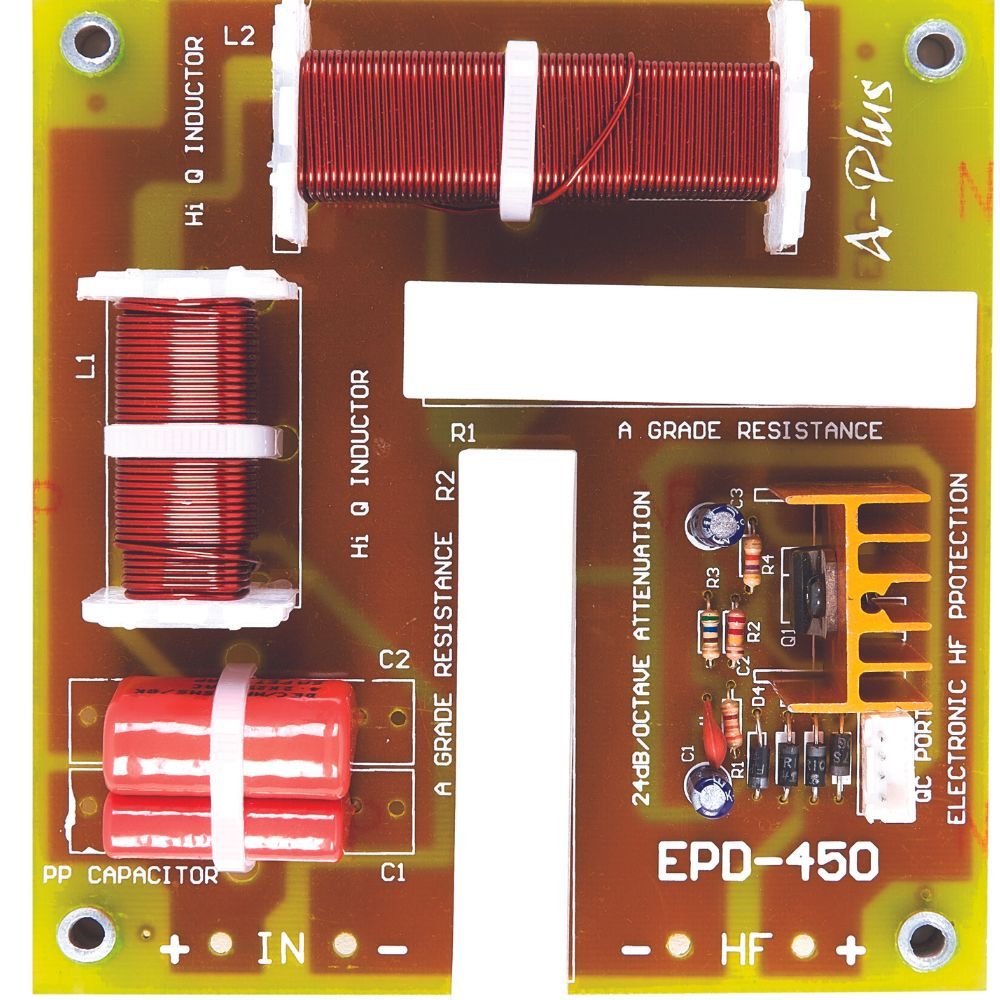 L2
Hi Q INDUCTOR
A-Plus
L1
Hi Q INDUCTOR
R1
A GRADE RESISTANCE
A GRADE RESISTANCE R2
24dB/OCTAVE ATTENUATION
C3
R4
R3
R2
C2
Q1
D4
C1
R1
QC PORT
ELECTRONIC HF PPOTECTION
C2
C1
PP CAPACITOR
EPD-450
+ IN -
- HF +